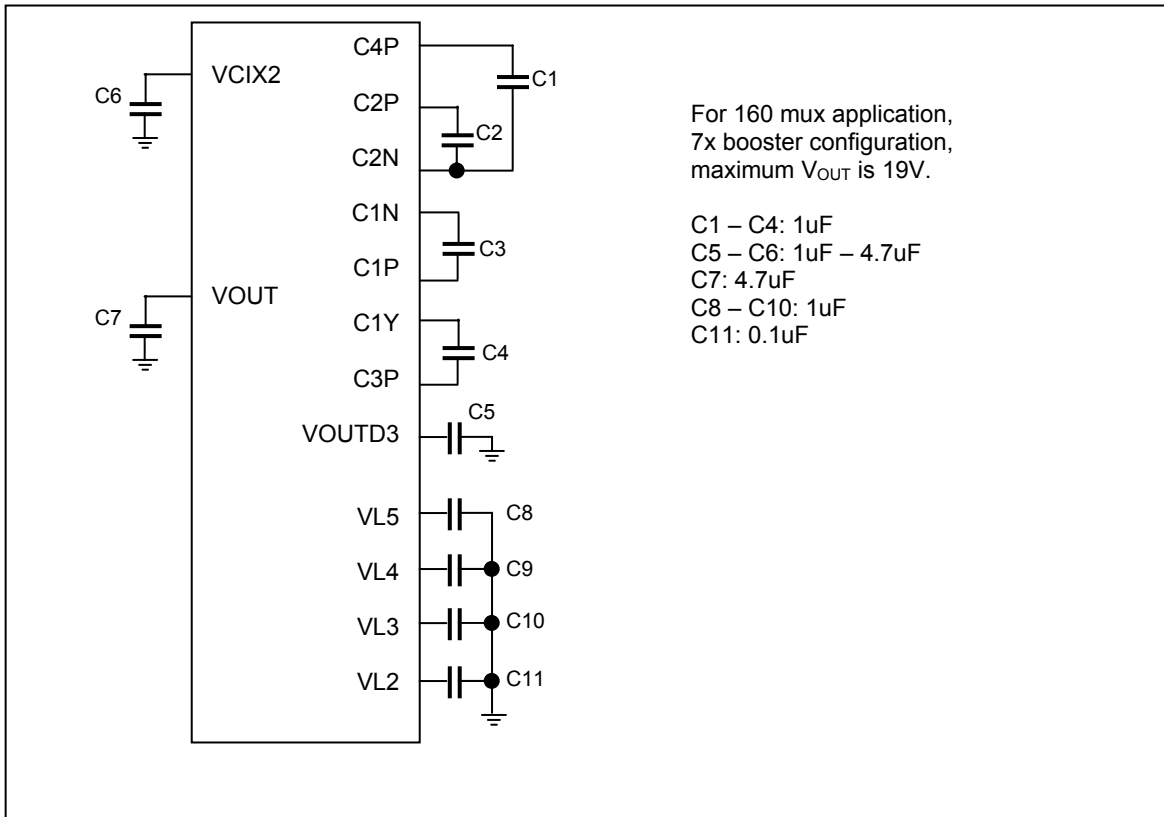 C4P
C1
VCIX2
C6
C2P
C2
C2N
C1N
C3
C1P
VOUT
C7
C1Y
C4
C3P
C5
VOUTD3
VL5
C8
VL4
C9
VL3
C10
VL2
C11
For 160 mux application,
7x booster configuration,
maximum VOUT is 19V.
C1 – C4: 1uF
C5 – C6: 1uF – 4.7uF
C7: 4.7uF
C8 – C10: 1uF
C11: 0.1uF